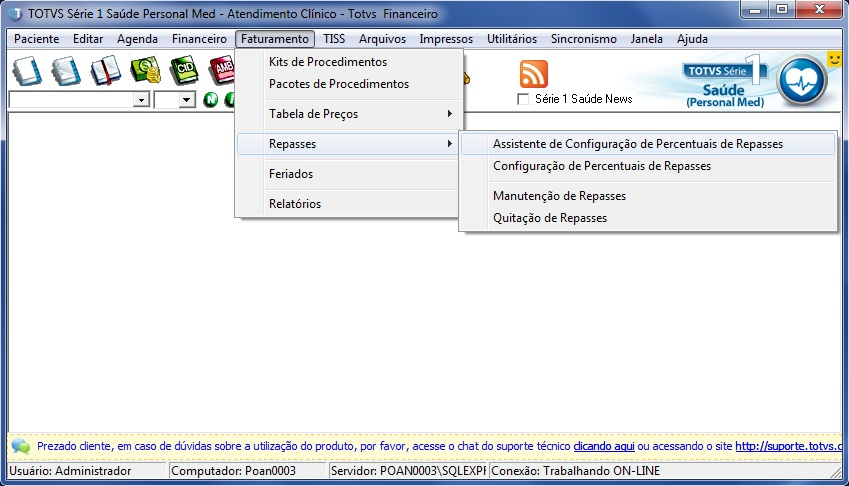 TOTVS Série 1 Saúde Personal Med - Atendimento Clínico - Totvs Financeiro
Paciente Editar Agenda Financeiro Faturamento TISS Arquivos Impressos Utilitários Sincronismo Janela Ajuda
Kits de Procedimentos
Pacotes de Procedimentos
Tabela de Preços
Repasses
Feriados
Relatórios
CID
AMB
Série 1 Saúde News
TOTVS Série 1
Saúde
(Personal Med)
N
Assistente de Configuração de Percentuais de Repasses
Configuração de Percentuais de Repasses
Manutenção de Repasses
Quitação de Repasses
Prezado cliente, em caso de dúvidas sobre a utilização do produto, por favor, acesse o chat do suporte técnico clicando aqui ou acessando o site http://suporte.totvs.c
Usuário: Administrador Computador: Poan0003 Servidor: POAN0003\SQLEXPR Conexão: Trabalhando ON-LINE